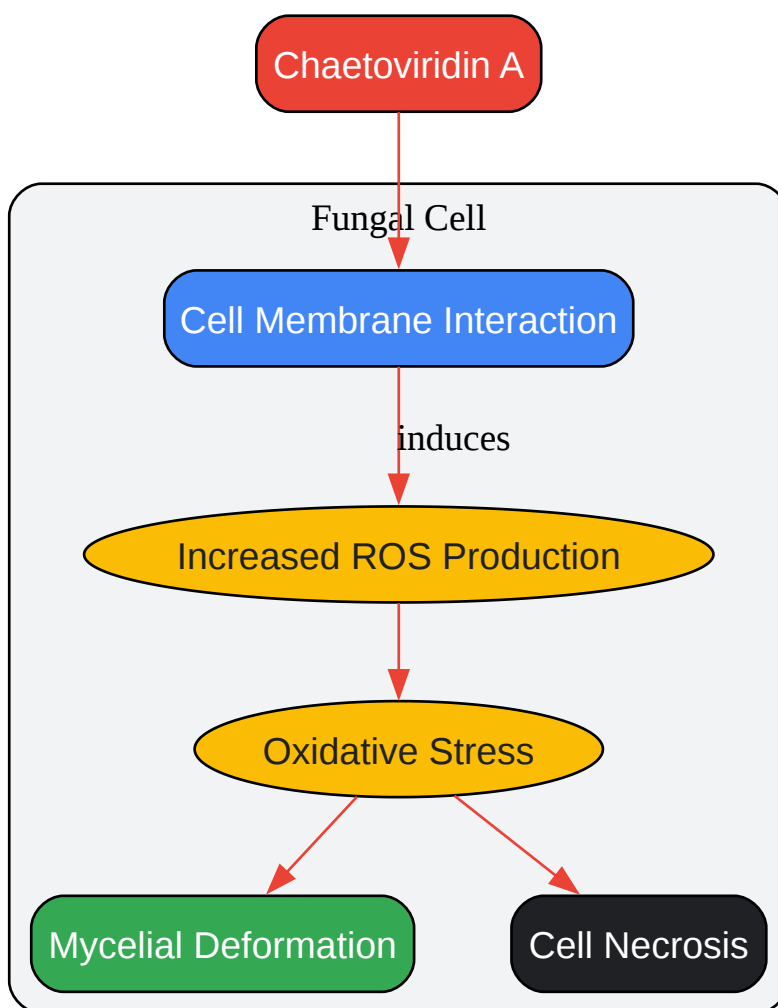 Chaetoviridin A
Fungal Cell
Cell Membrane Interaction
induces
Increased ROS Production
Oxidative Stress
Mycelial Deformation
Cell Necrosis